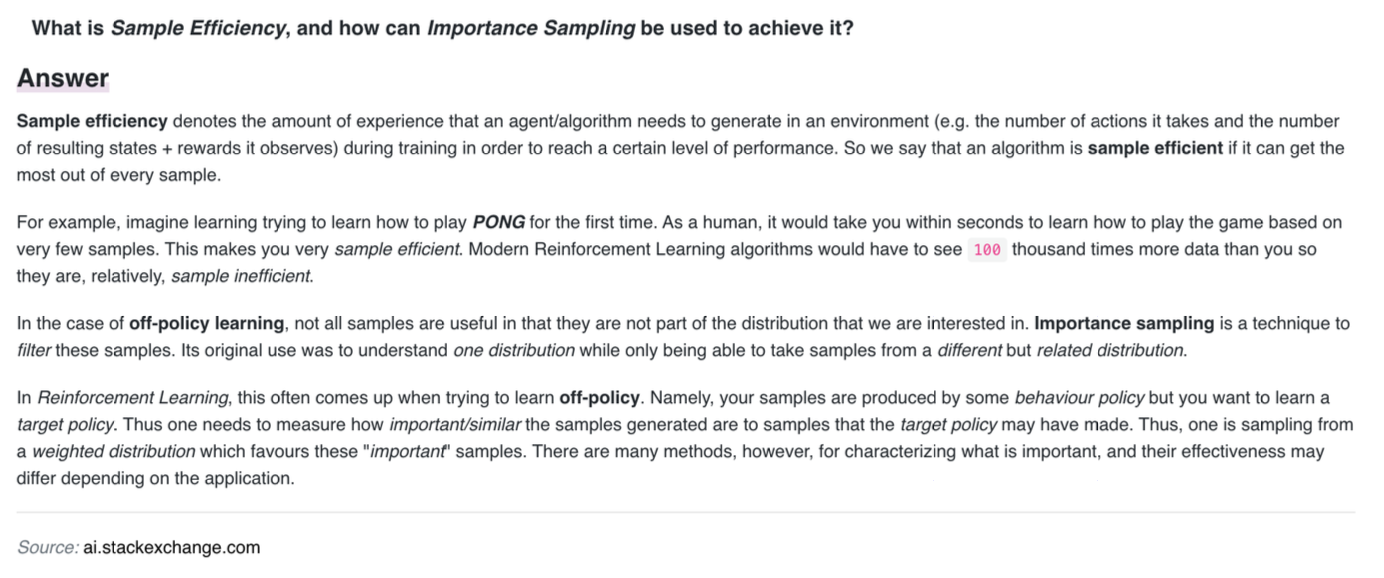 What is Sample Efficiency, and how can Importance Sampling be used to achieve it?
Answer
Sample efficiency denotes the amount of experience that an agent/algorithm needs to generate in an environment (e.g. the number of actions it takes and the number
of resulting states + rewards it observes) during training in order to reach a certain level of performance. So we say that an algorithm is sample efficient if it can get the
most out of every sample.
For example, imagine learning trying to learn how to play PONG for the first time. As a human, it would take you within seconds to learn how to play the game based on
very few samples. This makes you very sample efficient. Modern Reinforcement Learning algorithms would have to see 100 thousand times more data than you so
they are, relatively, sample inefficient.
In the case of off-policy learning, not all samples are useful in that they are not part of the distribution that we are interested in. Importance sampling is a technique to
filter these samples. Its original use was to understand one distribution while only being able to take samples from a different but related distribution.
In Reinforcement Learning, this often comes up when trying to learn off-policy. Namely, your samples are produced by some behaviour policy but you want to learn a
target policy. Thus one needs to measure how important/similar the samples generated are to samples that the target policy may have made. Thus, one is sampling from
a weighted distribution which favours these "important" samples. There are many methods, however, for characterizing what is important, and their effectiveness may
differ depending on the application.
Source: ai.stackexchange.com